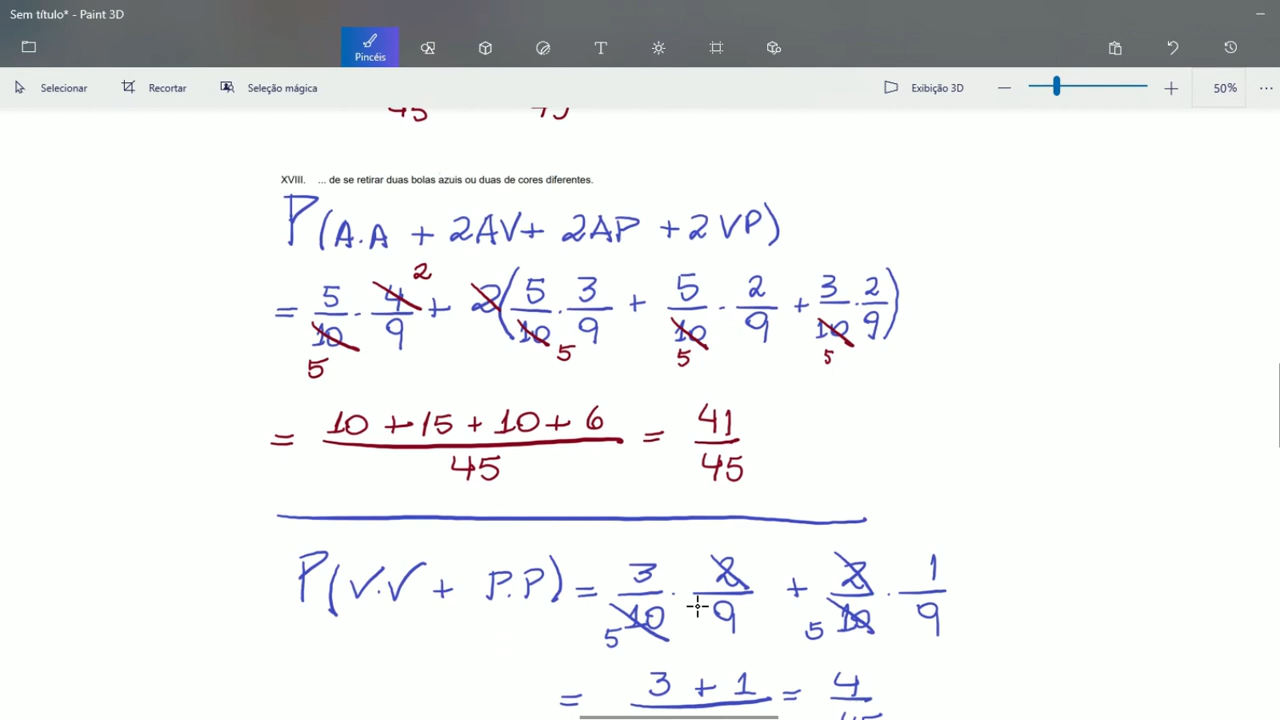 Sem título* - Paint 3D
Pincéis
Selecionar Recortar Seleção mágica Exibição 3D 50%
45 45
XVIII. ... de se retirar duas bolas azuis ou duas de cores diferentes.
P(A.A + 2AV + 2AP + 2VP)
2
= 5/10 · 4/9 + 2(5/10 · 3/9 + 5/10 · 2/9 + 3/10 · 2/9)
5 5 5 5
= (10 + 15 + 10 + 6)/45 = 41/45
P(V.V + P.P) = 3/10 · 2/9 + 2/10 · 1/9
5 5
= 3 + 1 = 4/45